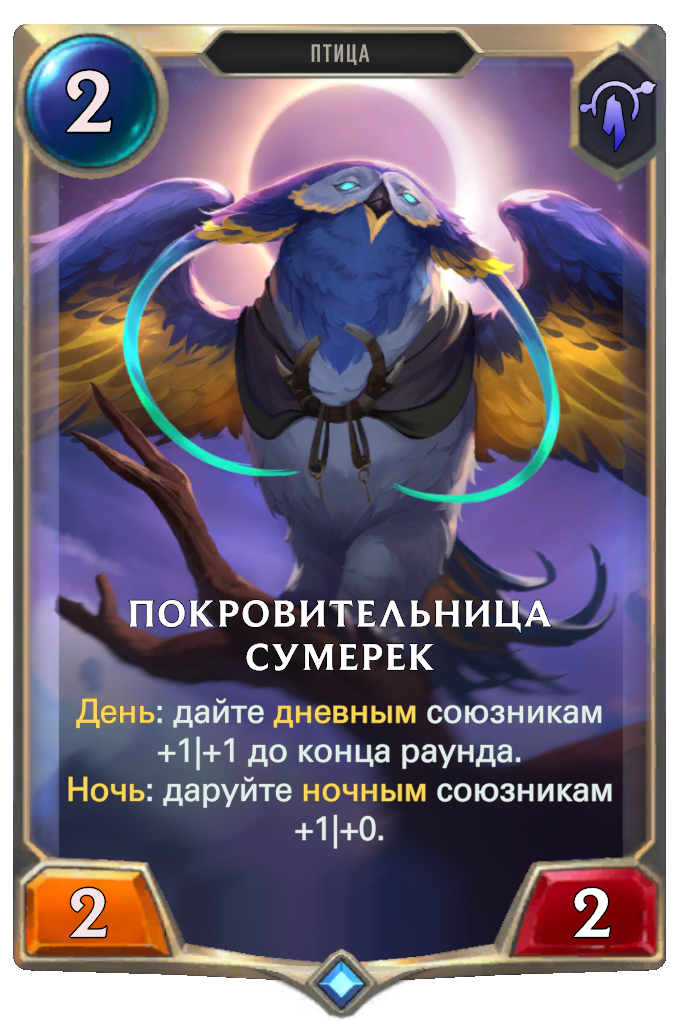 2
ПТИЦА
ПОКРОВИТЕЛЬНИЦА
СУМЕРЕК
День: дайте дневным союзникам
+1|+1 до конца раунда.
Ночь: даруйте ночным союзникам
+1|+0.
2
2